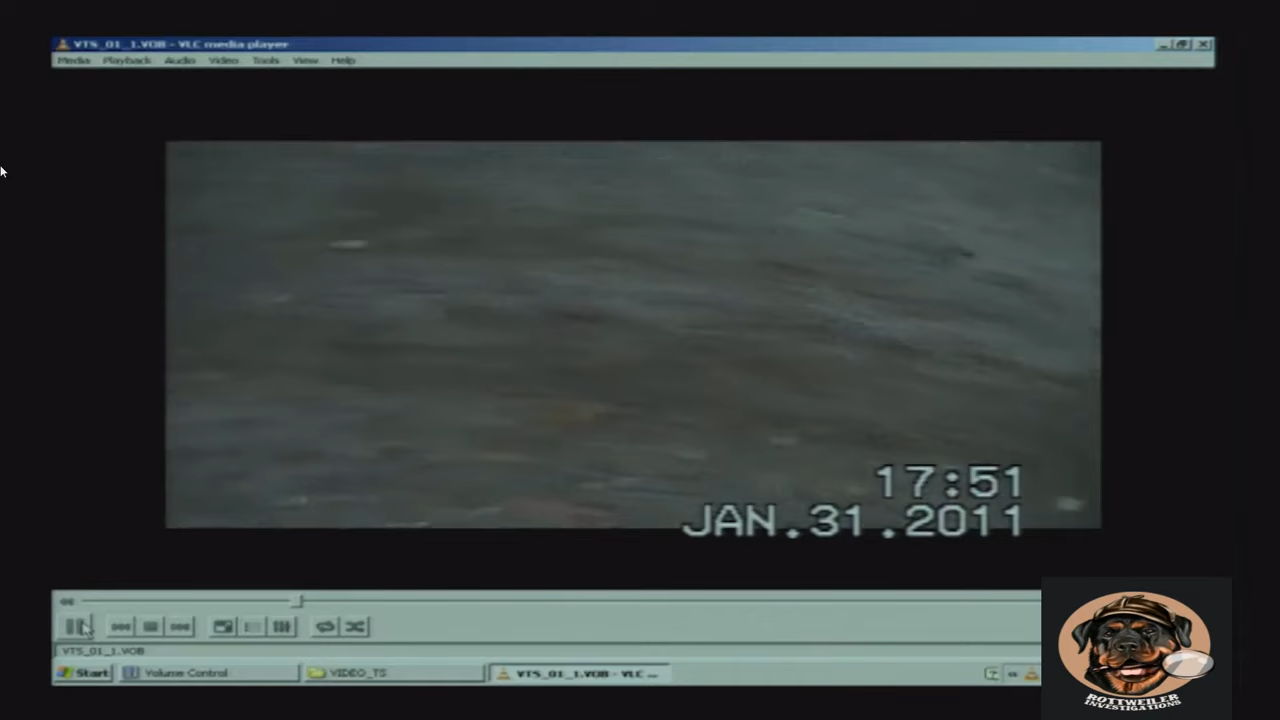 VTS_01_1.VOB - VLC media player
Media Playback Audio Video Tools View Help
17:51
JAN.31.2011
VTS_01_1.VOB
Start Volume Control VIDEO_TS VTS_01_1.VOB - VLC ...
ROTTWEILER
INVESTIGATIONS